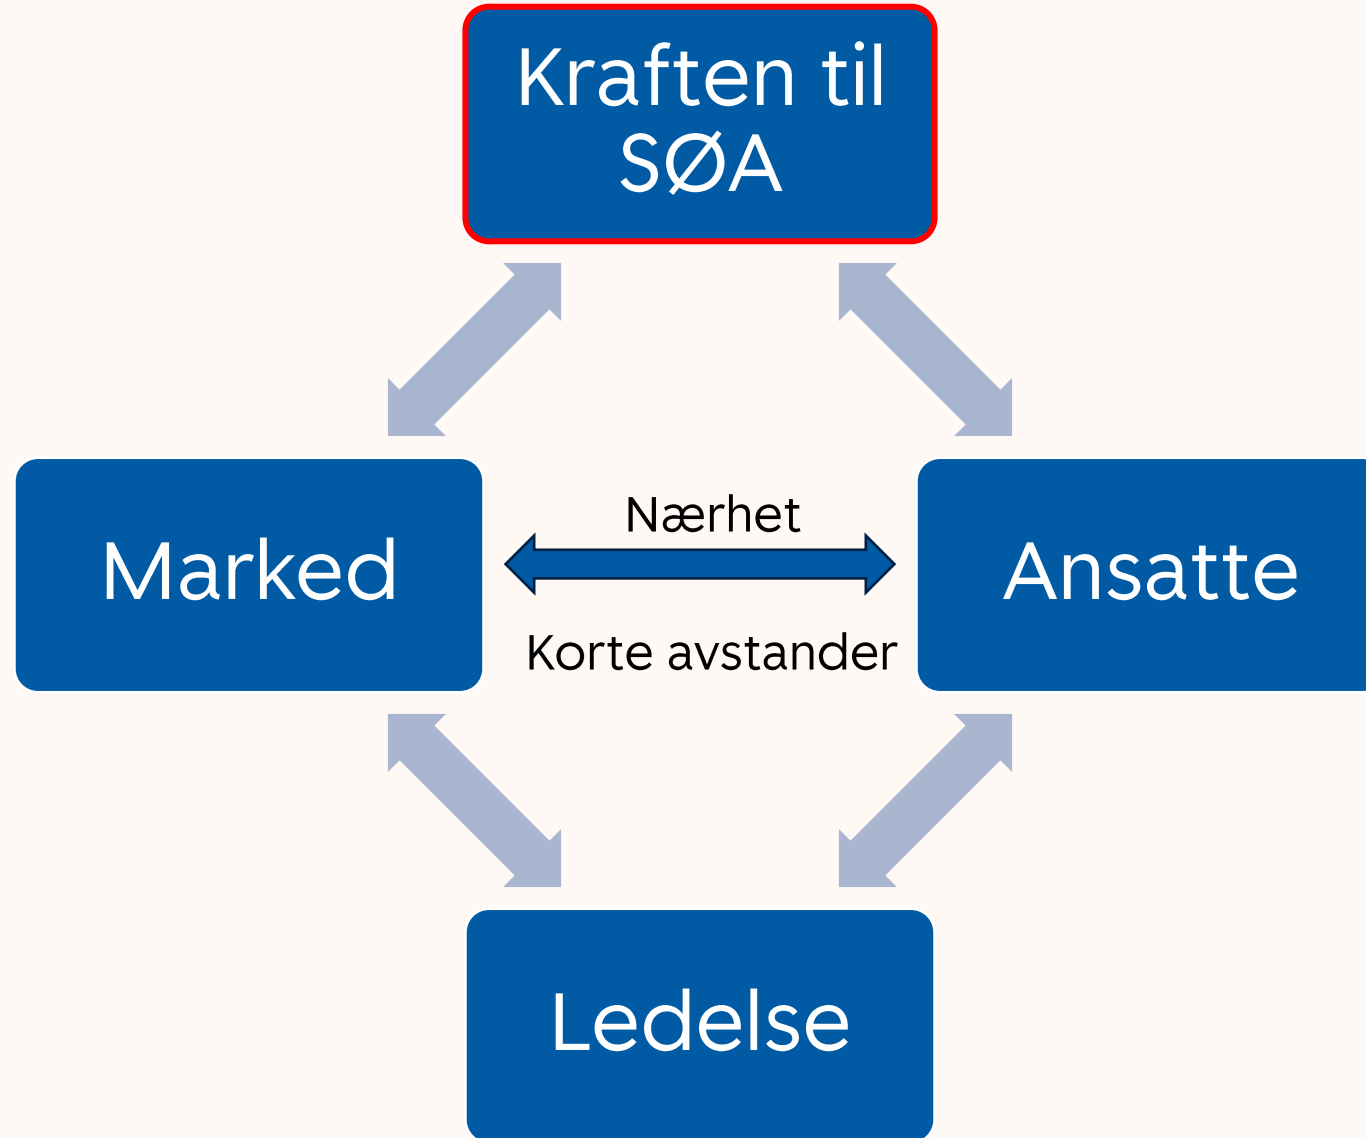 Kraften til
SØA
Marked
Nærhet
Korte avstander
Ansatte
Ledelse